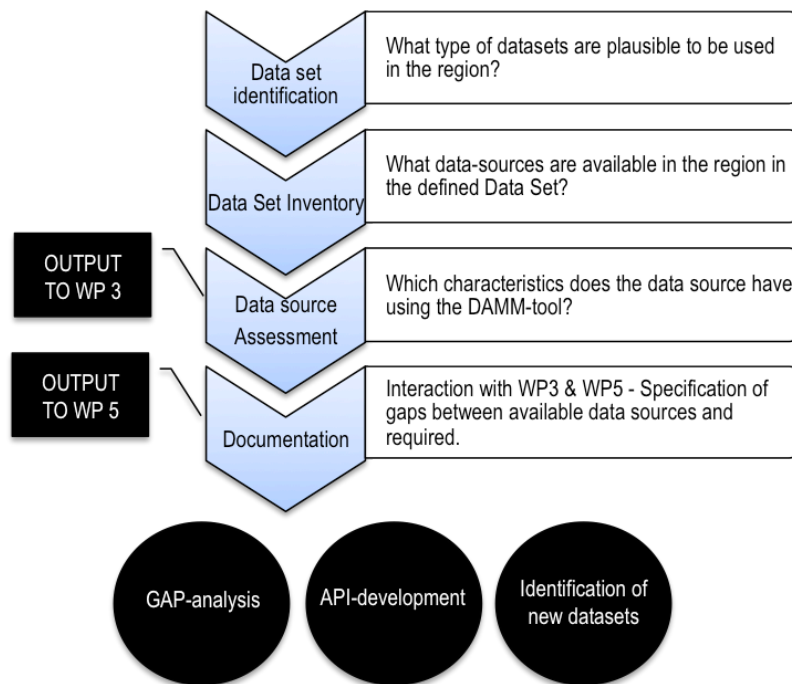 Data set
identification
What type of datasets are plausible to be used
in the region?
Data Set Inventory
What data-sources are available in the region in
the defined Data Set?
OUTPUT
TO WP 3
Data source
Assessment
Which characteristics does the data source have
using the DAMM-tool?
OUTPUT
TO WP 5
Documentation
Interaction with WP3 & WP5 - Specification of
gaps between available data sources and
required.
GAP-analysis
API-development
Identification of
new datasets